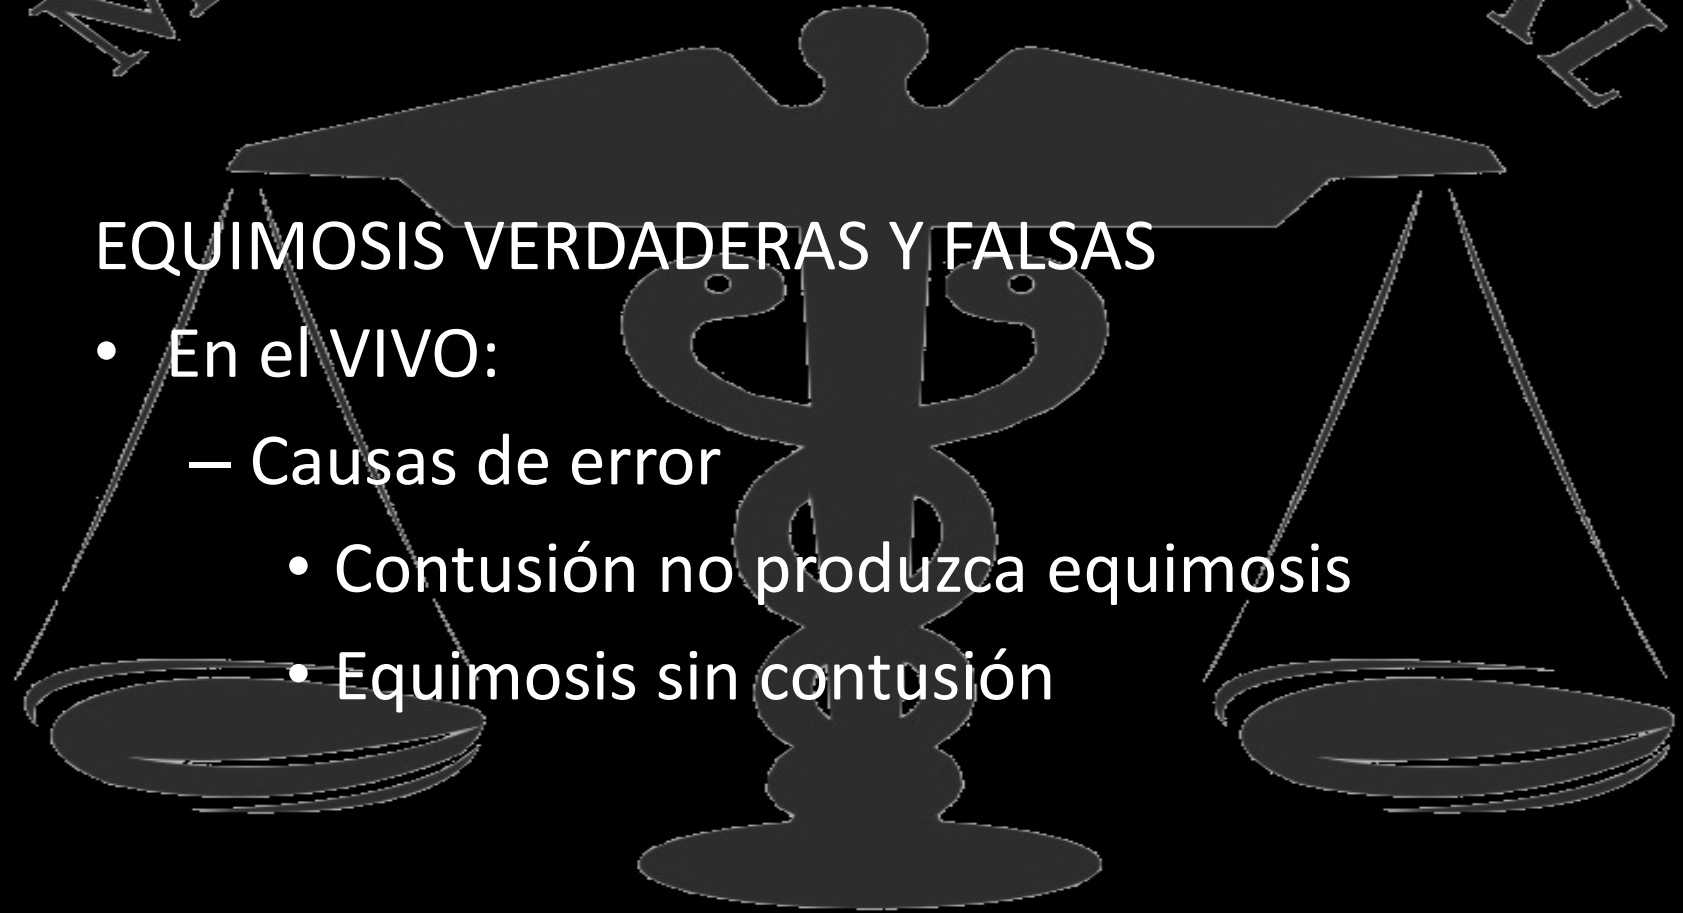 EQUIMOSIS VERDADERAS Y FALSAS
• En el VIVO:
– Causas de error
• Contusión no produzca equimosis
• Equimosis sin contusión